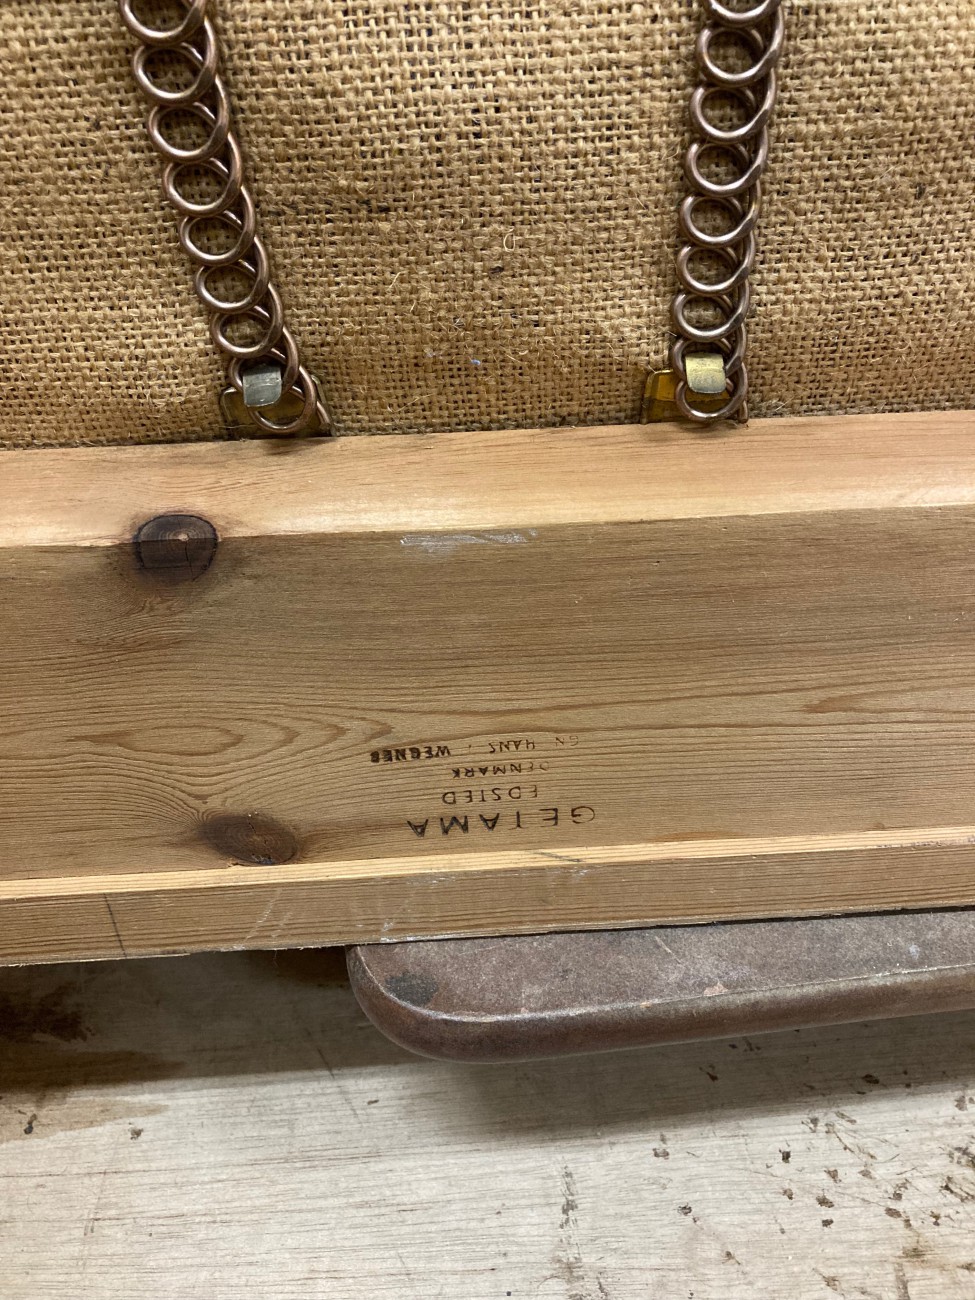 GETAMA
EDSTED
DENMARK
GN HANS . WEGNER